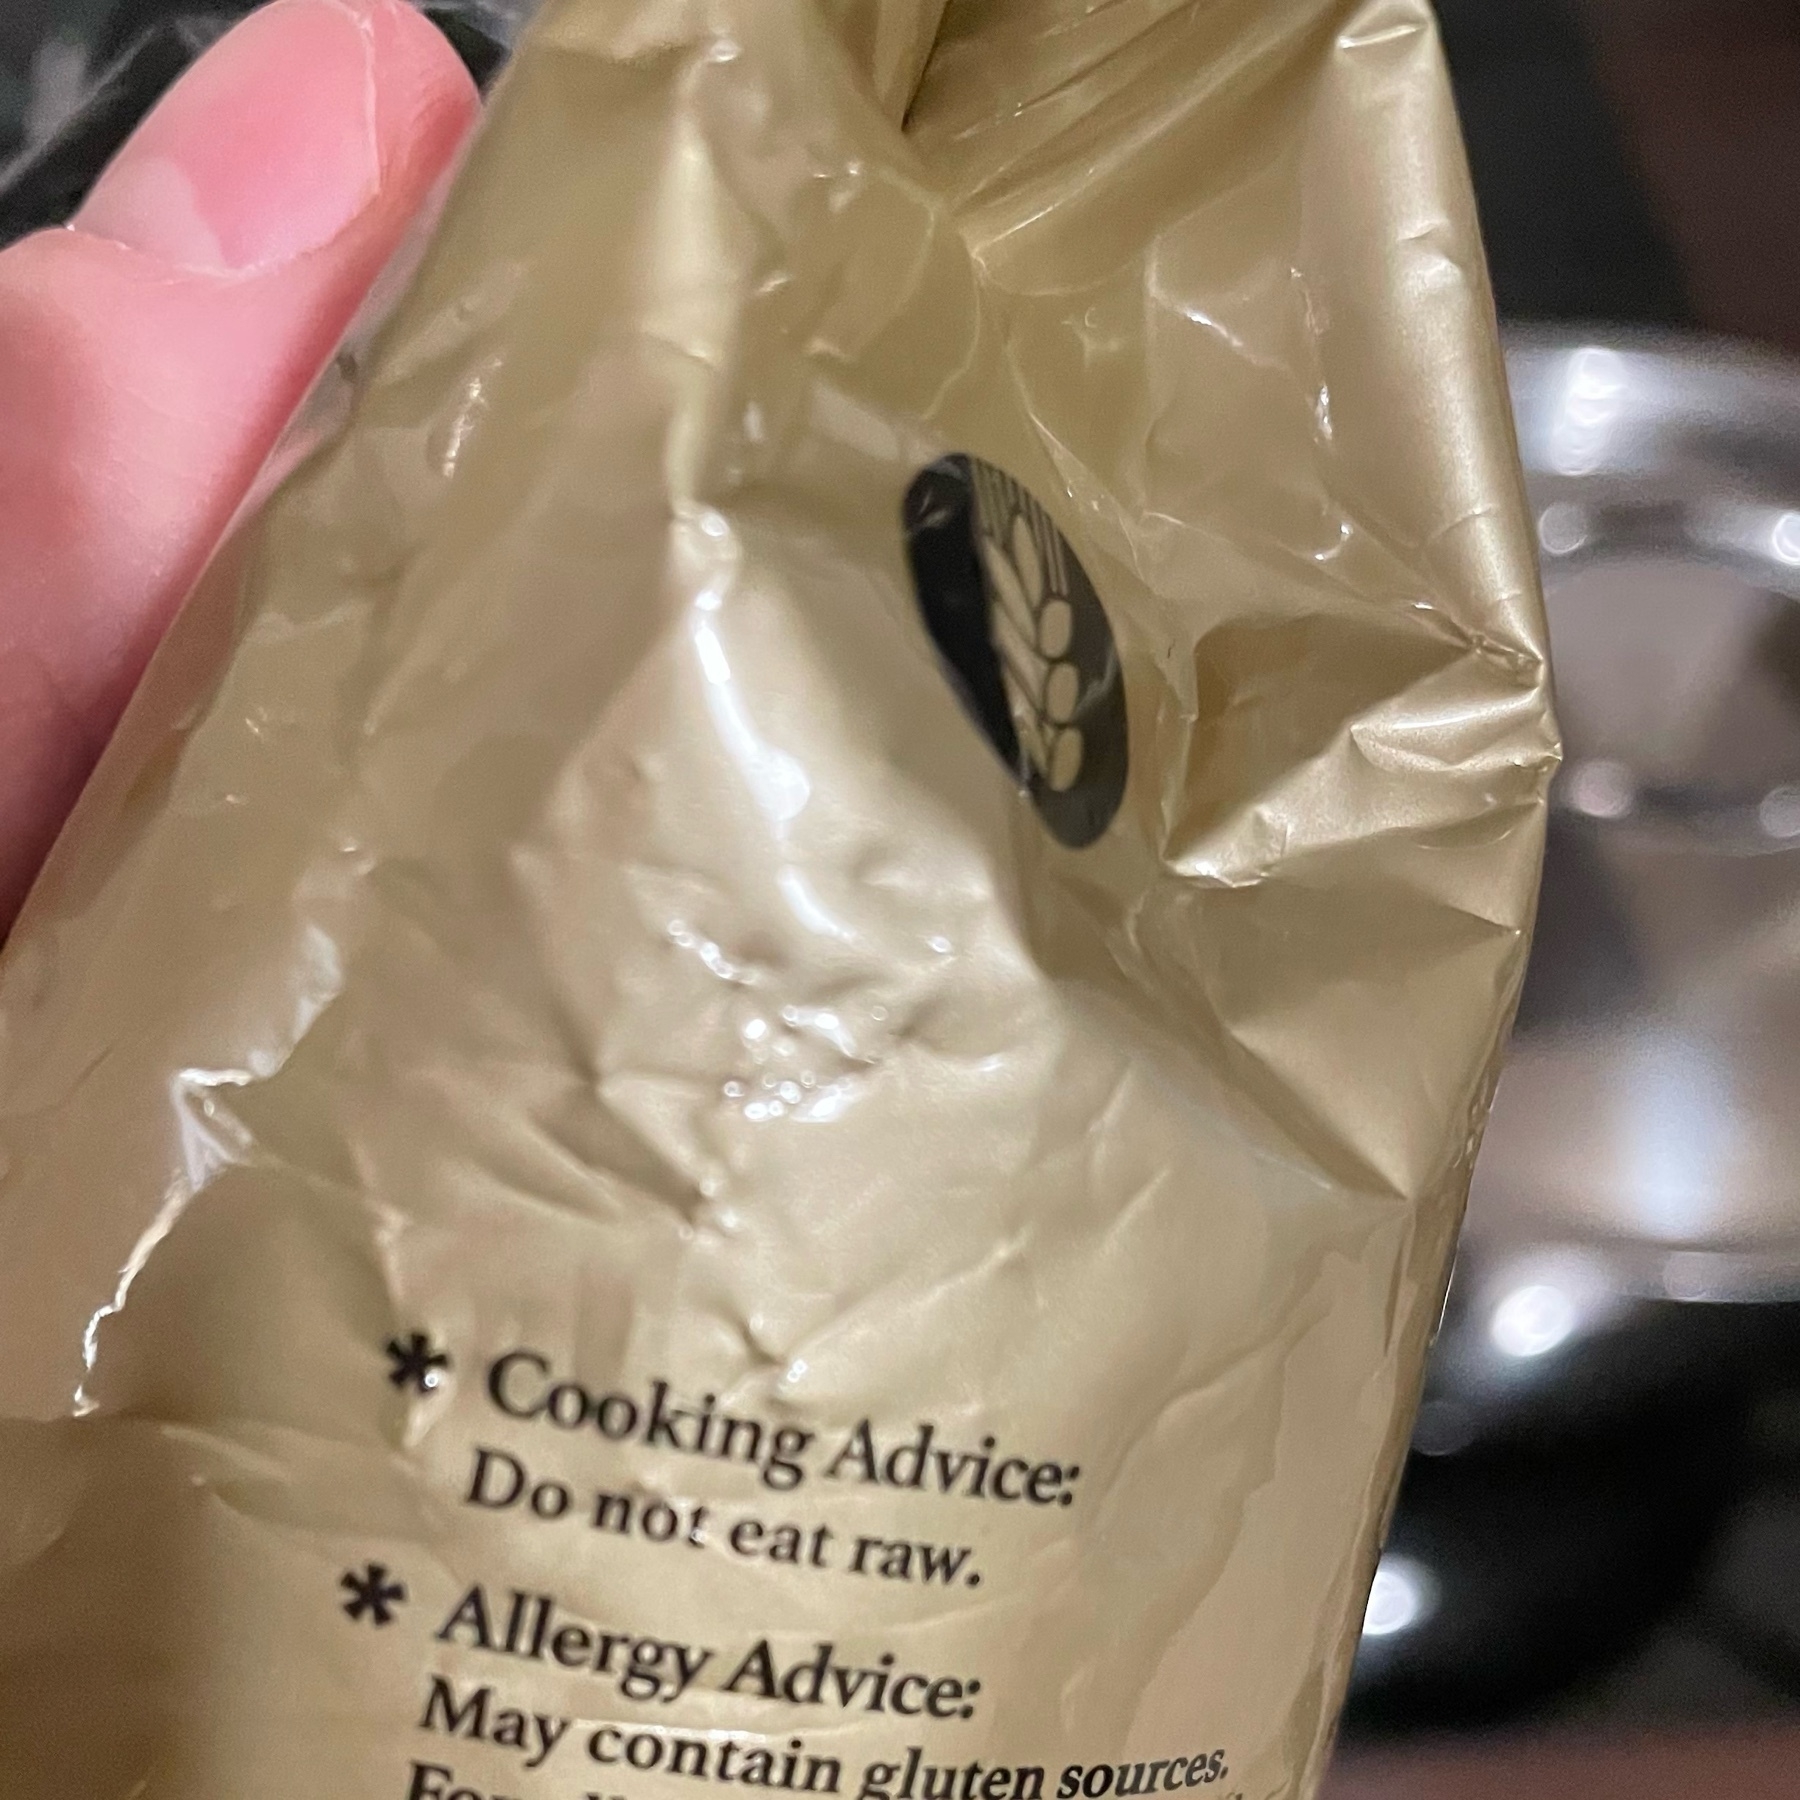 * Cooking Advice:
Do not eat raw.
* Allergy Advice:
May contain gluten sources.